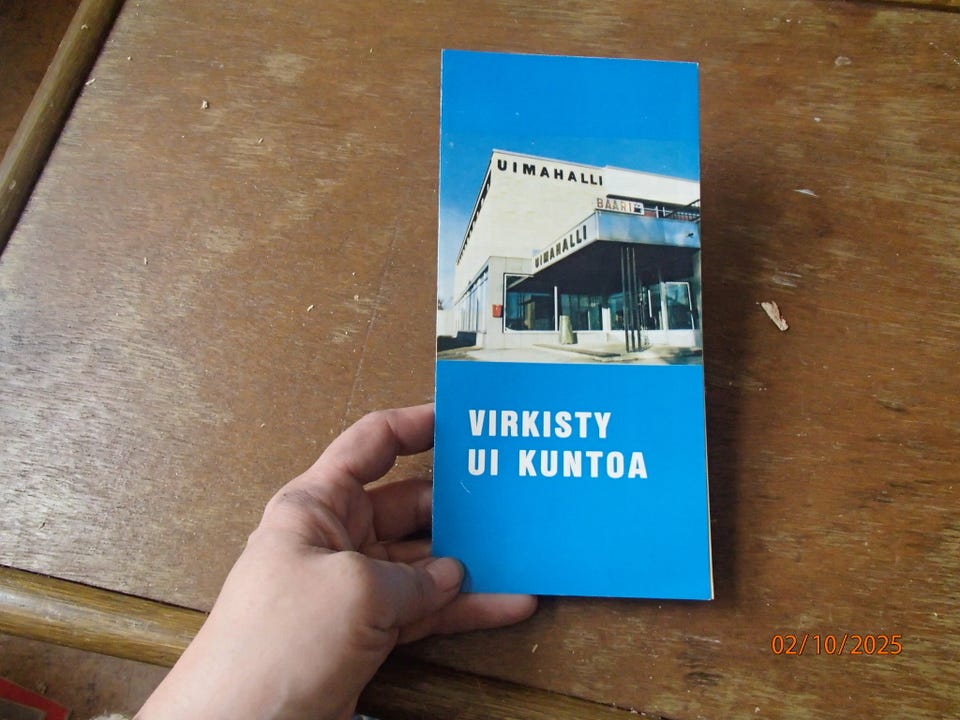 UIMAHALLI
BAARI
UIMAHALLI
VIRKISTY
UI KUNTOA
02/10/2025